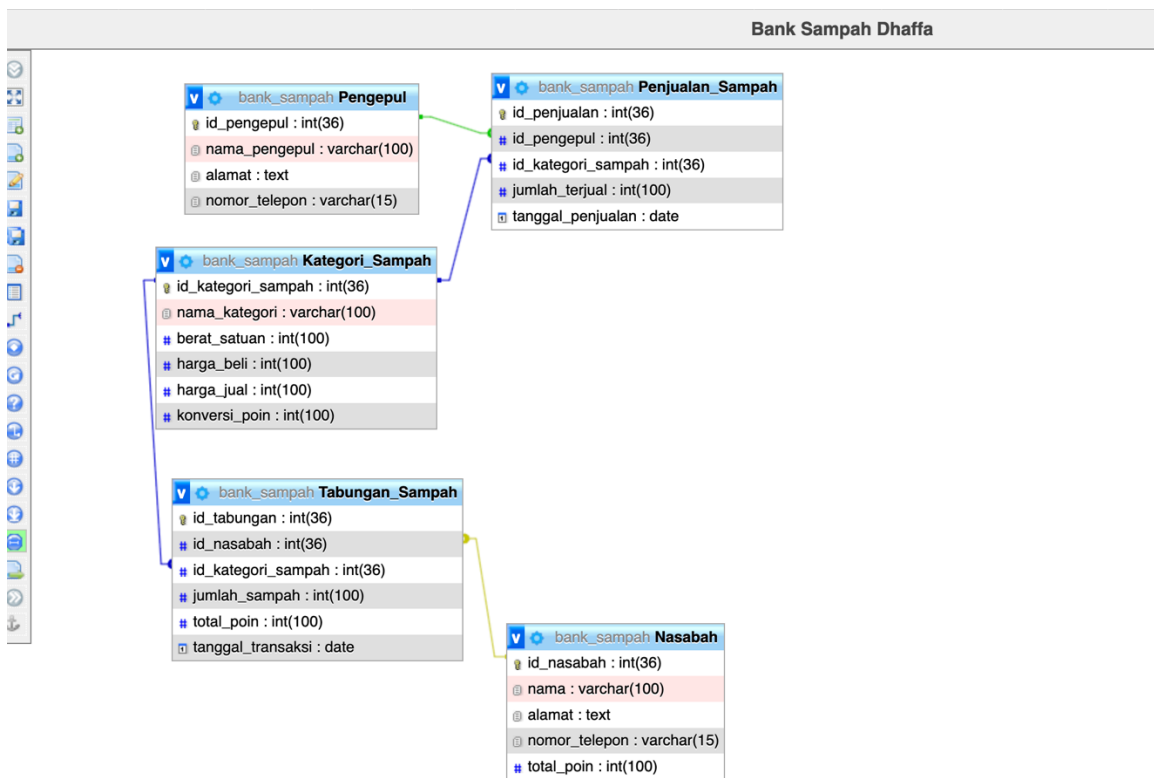 Bank Sampah Dhaffa
bank_sampah Pengepul
id_pengepul : int(36)
nama_pengepul : varchar(100)
alamat : text
nomor_telepon : varchar(15)
bank_sampah Penjualan_Sampah
id_penjualan : int(36)
id_pengepul : int(36)
id_kategori_sampah : int(36)
jumlah_terjual : int(100)
tanggal_penjualan : date
bank_sampah Kategori_Sampah
id_kategori_sampah : int(36)
nama_kategori : varchar(100)
berat_satuan : int(100)
harga_beli : int(100)
harga_jual : int(100)
konversi_poin : int(100)
bank_sampah Tabungan_Sampah
id_tabungan : int(36)
id_nasabah : int(36)
id_kategori_sampah : int(36)
jumlah_sampah : int(100)
total_poin : int(100)
tanggal_transaksi : date
bank_sampah Nasabah
id_nasabah : int(36)
nama : varchar(100)
alamat : text
nomor_telepon : varchar(15)
total_poin : int(100)